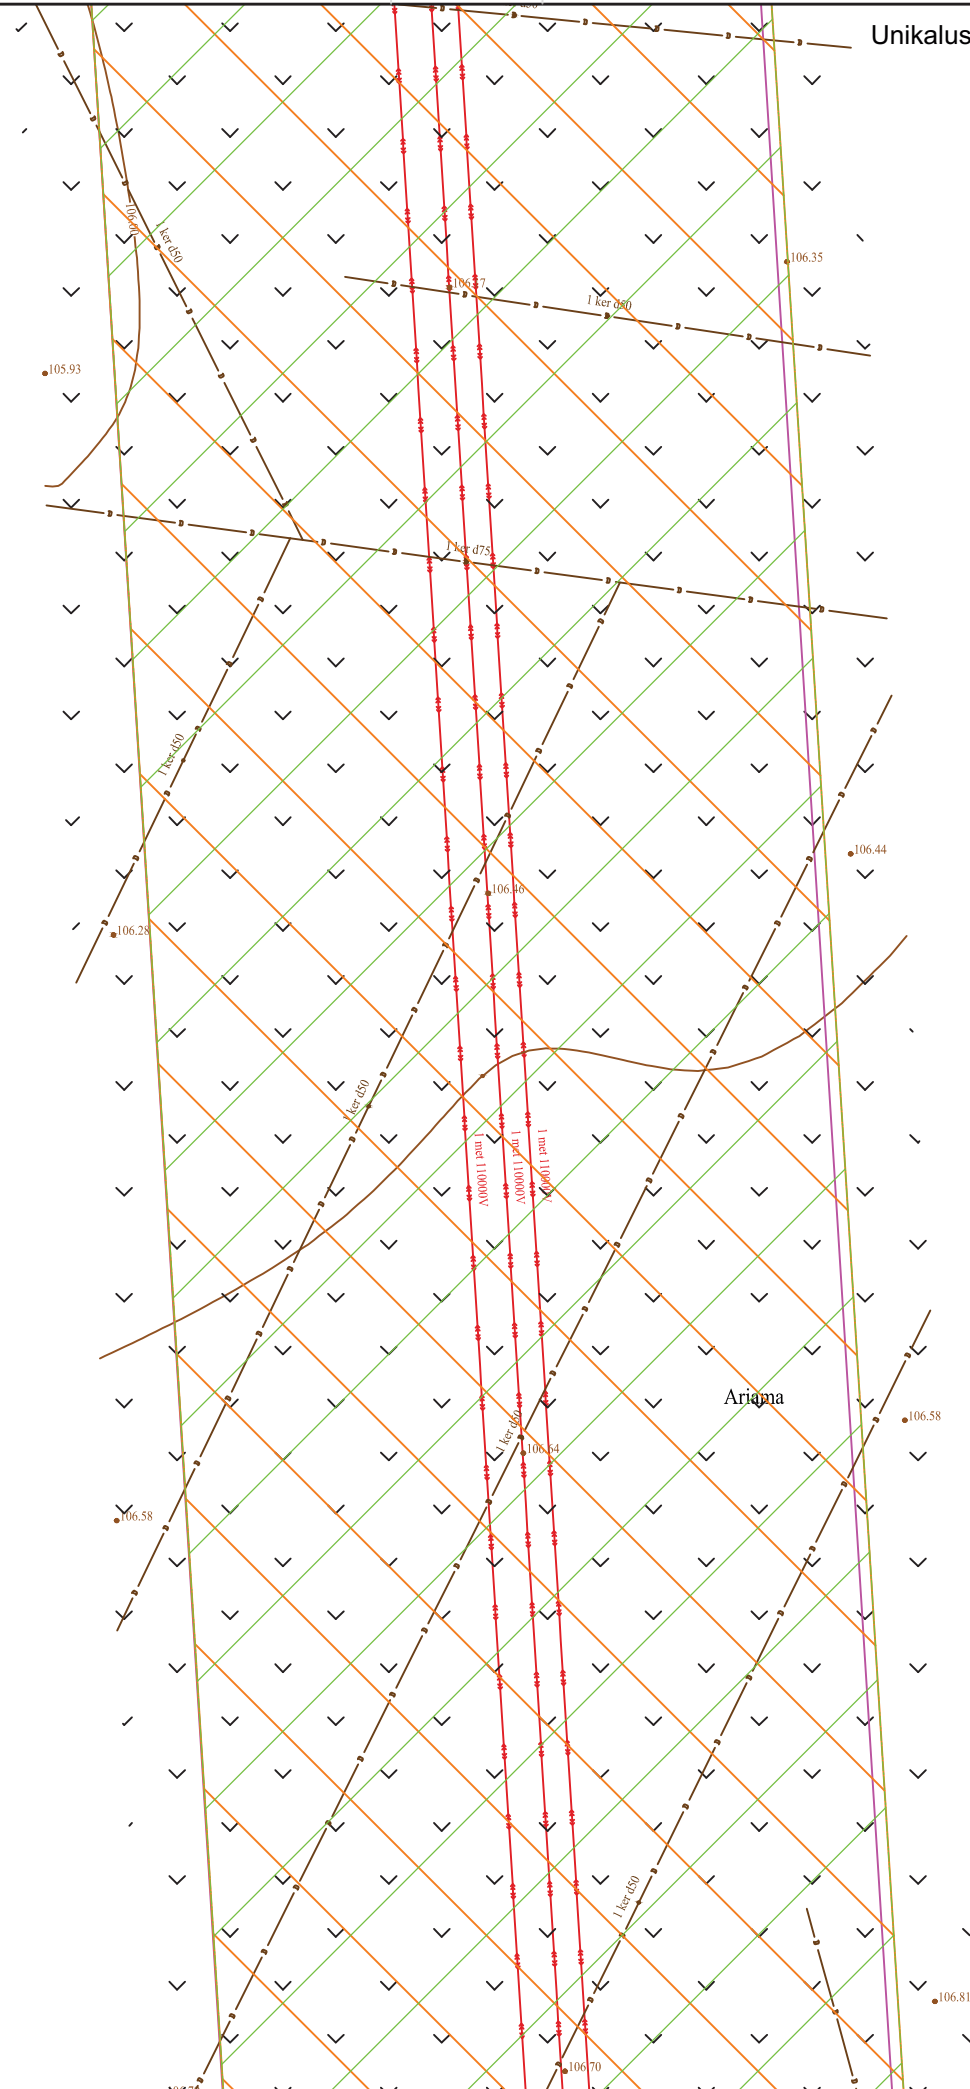 Unikalus
106.00
1 ker d50
106.35
1 ker d50
105.93
1 ker d75
1 ker d50
106.44
106.46
106.28
1 ker d50
1 met 110000V
1 met 110000V
1 met 110000V
Ariama
106.58
1 ker d50
106.64
106.58
1 ker d50
106.81
106.70